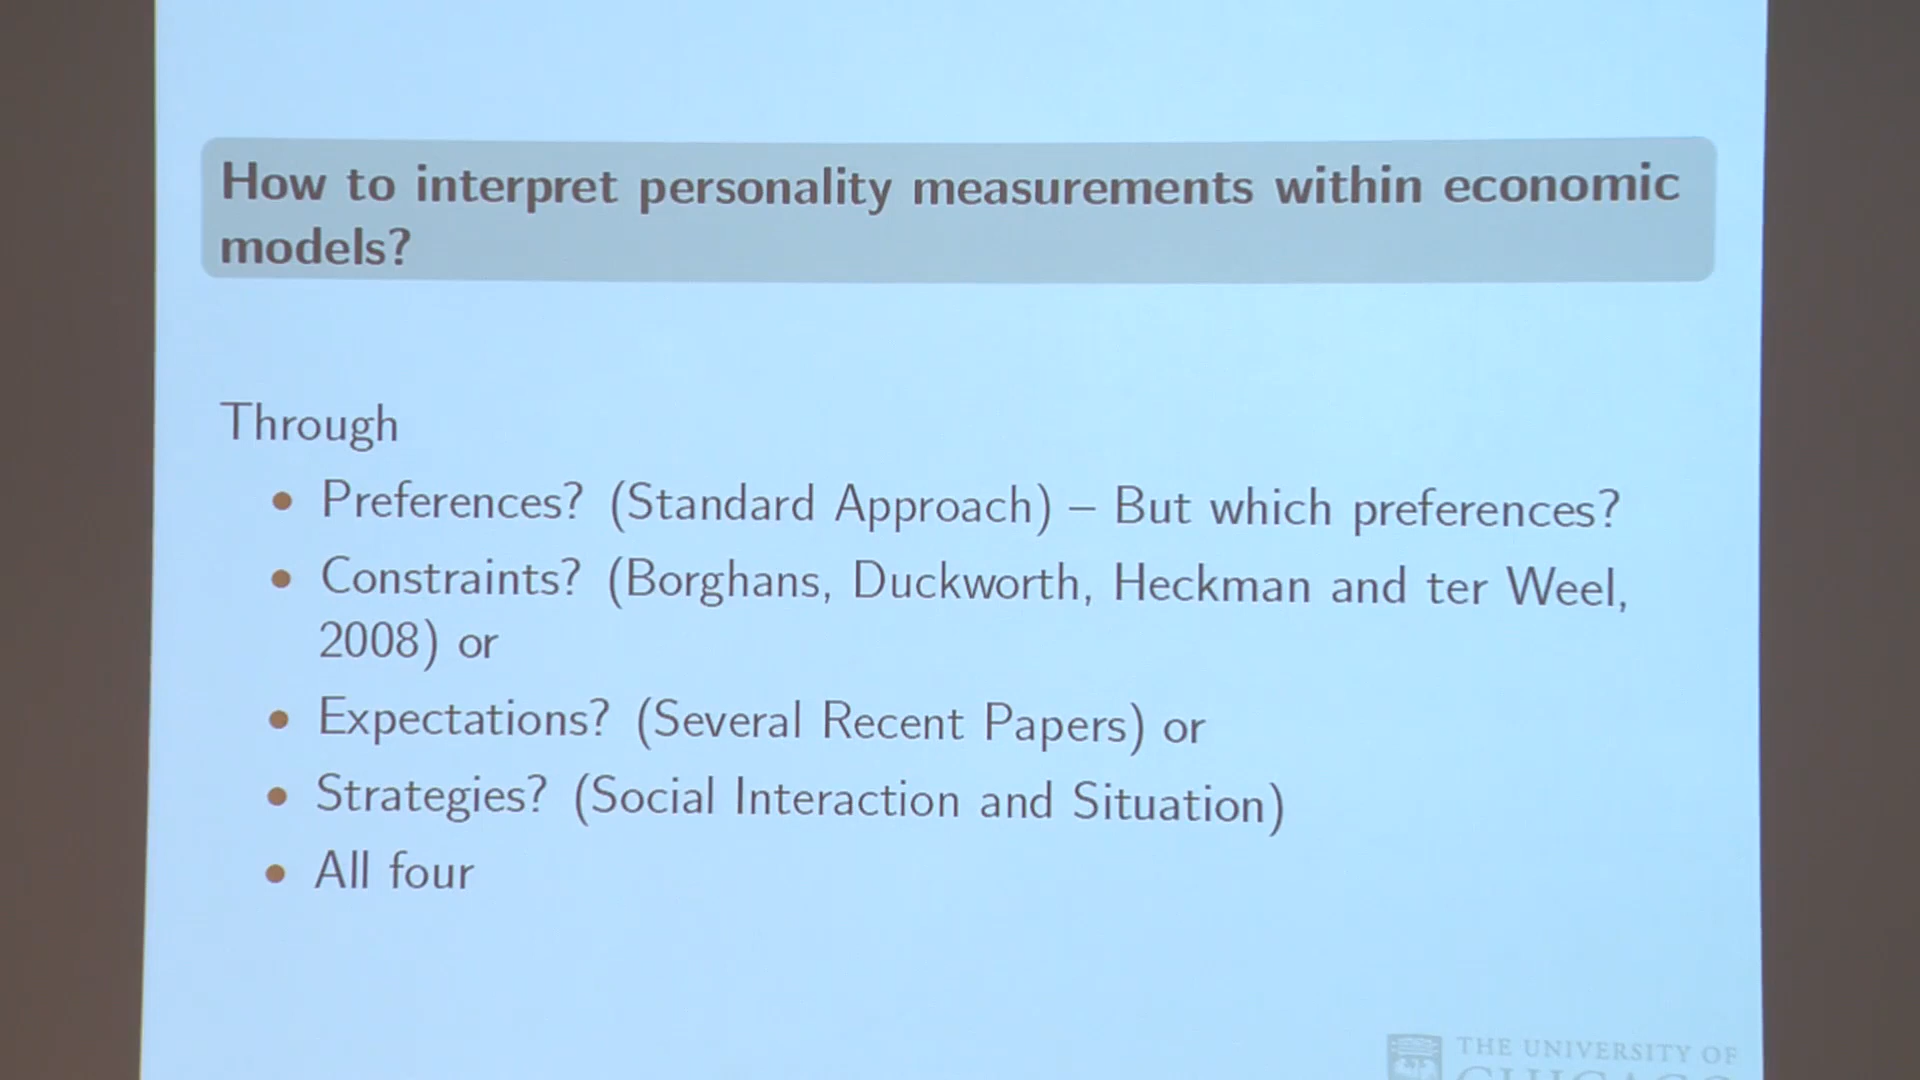 How to interpret personality measurements within economic
models?
Through
• Preferences? (Standard Approach) – But which preferences?
• Constraints? (Borghans, Duckworth, Heckman and ter Weel,
2008) or
• Expectations? (Several Recent Papers) or
• Strategies? (Social Interaction and Situation)
• All four
THE UNIVERSITY OF